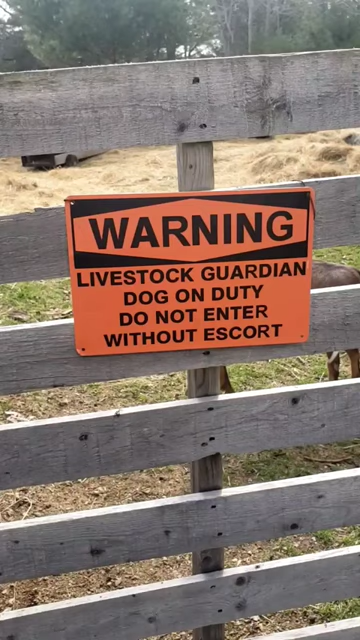 WARNING
LIVESTOCK GUARDIAN
DOG ON DUTY
DO NOT ENTER
WITHOUT ESCORT